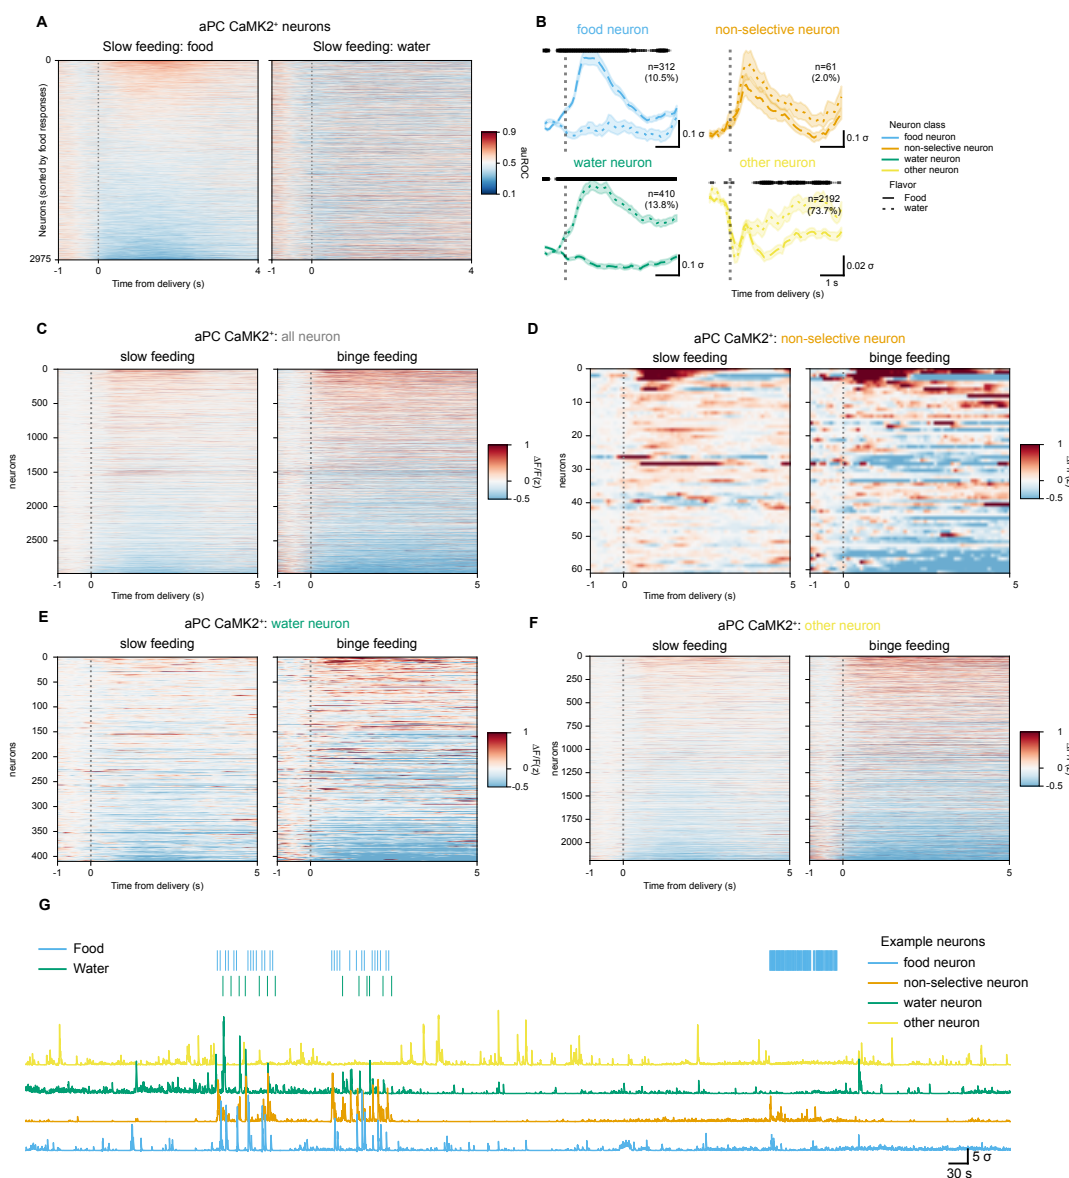 A
aPC CaMK2⁺ neurons
Slow feeding: food
Slow feeding: water
Neurons (sorted by food responses)
0
2975
-1
0
4
-1
0
4
Time from delivery (s)
0.9
0.5
0.1
auROC
B
food neuron
n=312
(10.5%)
0.1 σ
non-selective neuron
n=61
(2.0%)
0.1 σ
water neuron
n=410
(13.8%)
0.1 σ
other neuron
n=2192
(73.7%)
0.02 σ
1 s
Time from delivery (s)
Neuron class
food neuron
non-selective neuron
water neuron
other neuron
Flavor
Food
water
C
aPC CaMK2⁺: all neuron
slow feeding
binge feeding
neurons
0
500
1000
1500
2000
2500
-1
0
5
-1
0
5
Time from delivery (s)
1
0
-0.5
ΔF/F(z)
D
aPC CaMK2⁺: non-selective neuron
slow feeding
binge feeding
neurons
0
10
20
30
40
50
60
-1
0
5
-1
0
5
Time from delivery (s)
1
0
-0.5
E
aPC CaMK2⁺: water neuron
slow feeding
binge feeding
neurons
0
50
100
150
200
250
300
350
400
-1
0
5
-1
0
5
Time from delivery (s)
1
0
-0.5
ΔF/F(z)
F
aPC CaMK2⁺: other neuron
slow feeding
binge feeding
neurons
0
250
500
750
1000
1250
1500
1750
2000
-1
0
5
-1
0
5
Time from delivery (s)
1
0
-0.5
G
Food
Water
Example neurons
food neuron
non-selective neuron
water neuron
other neuron
5 σ
30 s